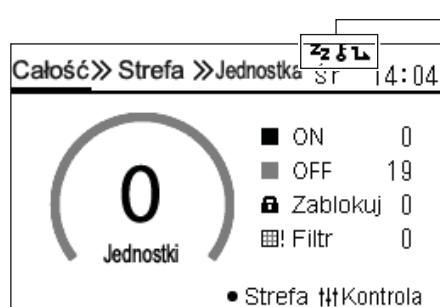 Całość» Strefa »Jednostka śr 14:04
ON 0
OFF 19
0
Zablokuj 0
Jednostki
! Filtr 0
Strefa Kontrola